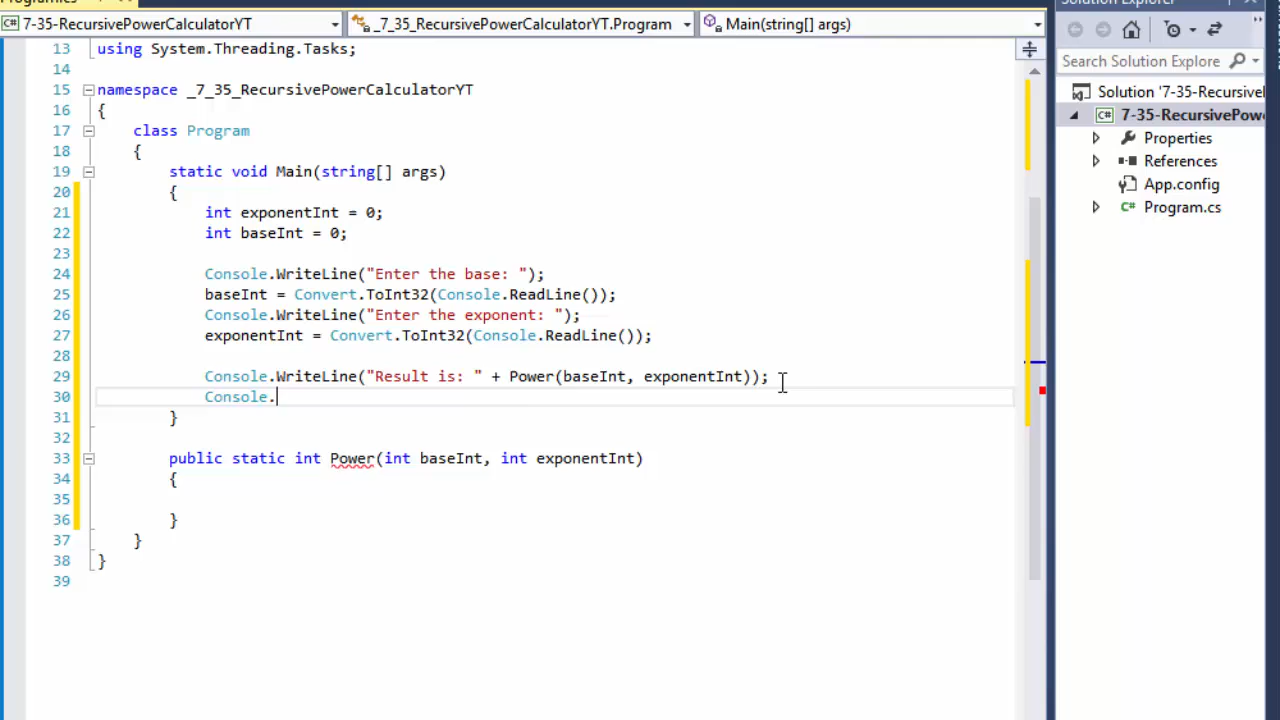 7-35-RecursivePowerCalculatorYT
_7_35_RecursivePowerCalculatorYT.Program
Main(string[] args)
13 using System.Threading.Tasks;
14
15 namespace _7_35_RecursivePowerCalculatorYT
16 {
17 class Program
18 {
19 static void Main(string[] args)
20 {
21 int exponentInt = 0;
22 int baseInt = 0;
23
24 Console.WriteLine("Enter the base: ");
25 baseInt = Convert.ToInt32(Console.ReadLine());
26 Console.WriteLine("Enter the exponent: ");
27 exponentInt = Convert.ToInt32(Console.ReadLine());
28
29 Console.WriteLine("Result is: " + Power(baseInt, exponentInt));
30 Console.
31 }
32
33 public static int Power(int baseInt, int exponentInt)
34 {
35
36 }
37 }
38 }
39
Solution Explorer
Search Solution Explore
Solution '7-35-Recursive
7-35-RecursivePow
Properties
References
App.config
Program.cs